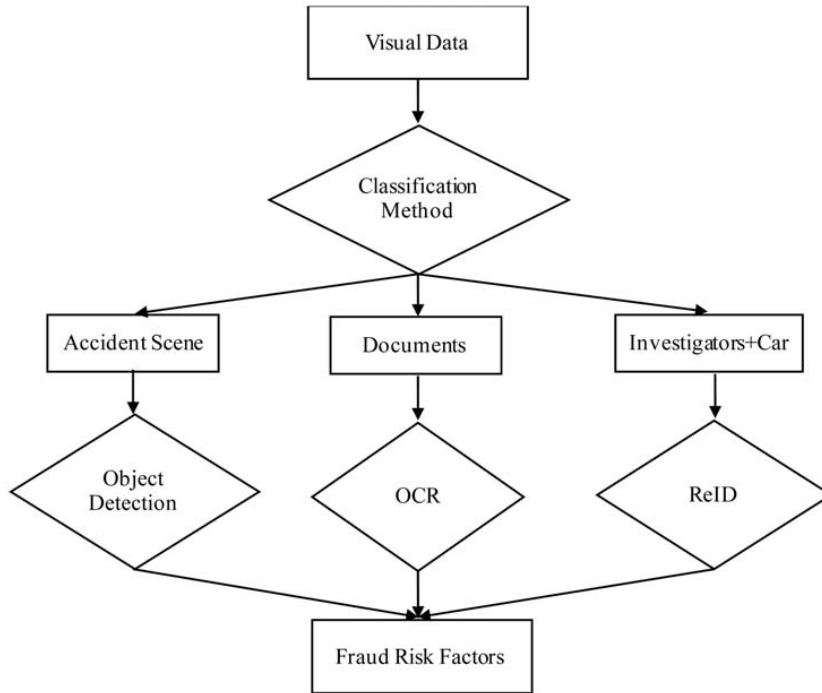 Visual Data
Classification
Method
Accident Scene
Documents
Investigators+Car
Object
Detection
OCR
ReID
Fraud Risk Factors